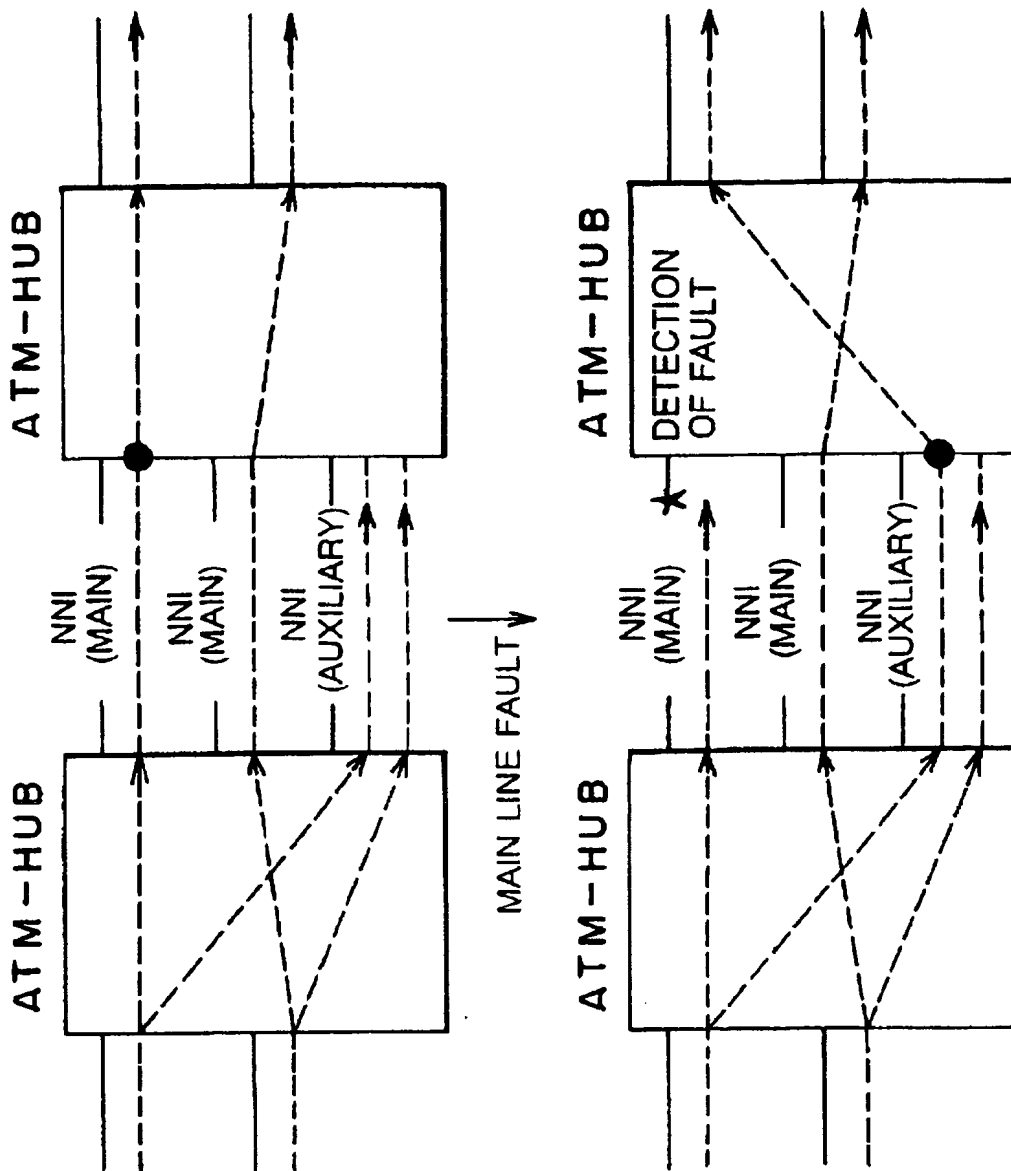 ATM-HUB
ATM-HUB
NNI
(MAIN)
NNI
(MAIN)
NNI
(AUXILIARY)
MAIN LINE FAULT
ATM-HUB
ATM-HUB
NNI
(MAIN)
DETECTION
OF FAULT
NNI
(MAIN)
NNI
(AUXILIARY)